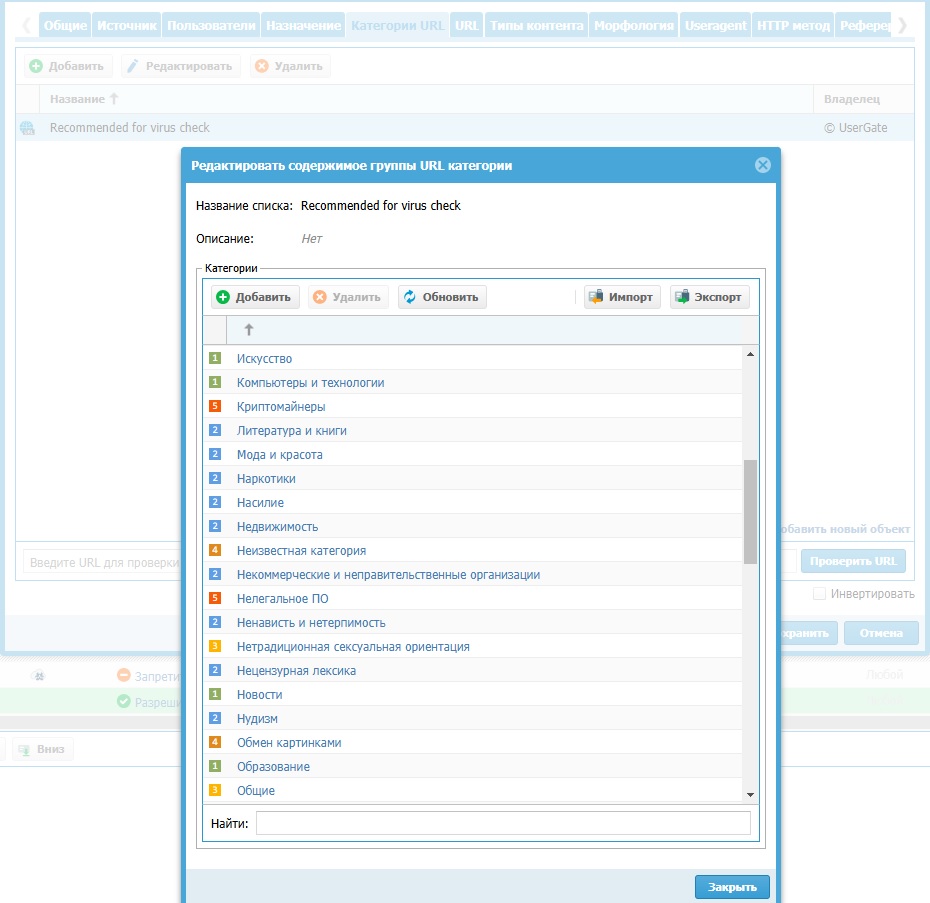 Общие Источник Пользователи Назначение Категории URL URL Типы контента Морфология Useragent HTTP метод Реферер
Добавить Редактировать Удалить
Название Владелец
Recommended for virus check © UserGate
Редактировать содержимое группы URL категории
Название списка: Recommended for virus check
Описание: Нет
Категории
Добавить Удалить Обновить Импорт Экспорт
1 Искусство
1 Компьютеры и технологии
5 Криптомайнеры
2 Литература и книги
2 Мода и красота
2 Наркотики
2 Насилие
2 Недвижимость
4 Неизвестная категория
2 Некоммерческие и неправительственные организации
5 Нелегальное ПО
2 Ненависть и нетерпимость
3 Нетрадиционная сексуальная ориентация
2 Нецензурная лексика
1 Новости
2 Нудизм
4 Обмен картинками
1 Образование
3 Общие
Найти:
Закрыть
обавить новый объект
Введите URL для проверки Проверить URL
Инвертировать
хранить Отмена
Запрети Любой
Разреши
Вниз